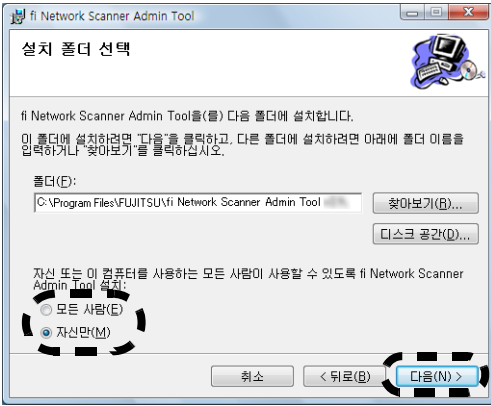 fi Network Scanner Admin Tool
설치 폴더 선택
fi Network Scanner Admin Tool을(를) 다음 폴더에 설치합니다.
이 폴더에 설치하려면 "다음"을 클릭하고, 다른 폴더에 설치하려면 아래에 폴더 이름을
입력하거나 "찾아보기"를 클릭하십시오.
폴더(F):
C:\Program Files\FUJITSU\fi Network Scanner Admin Tool
찾아보기(R)...
디스크 공간(D)...
자신 또는 이 컴퓨터를 사용하는 모든 사람이 사용할 수 있도록 fi Network Scanner
Admin Tool 설치:
모든 사람(E)
자신만(M)
취소
< 뒤로(B)
다음(N) >